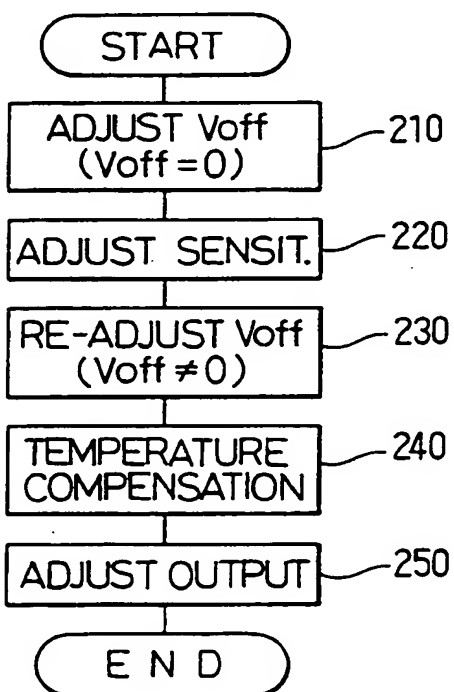 START
ADJUST Voff
(Voff = 0)
210
ADJUST SENSIT.
220
RE-ADJUST Voff
(Voff ≠ 0)
230
TEMPERATURE
COMPENSATION
240
ADJUST OUTPUT
250
END